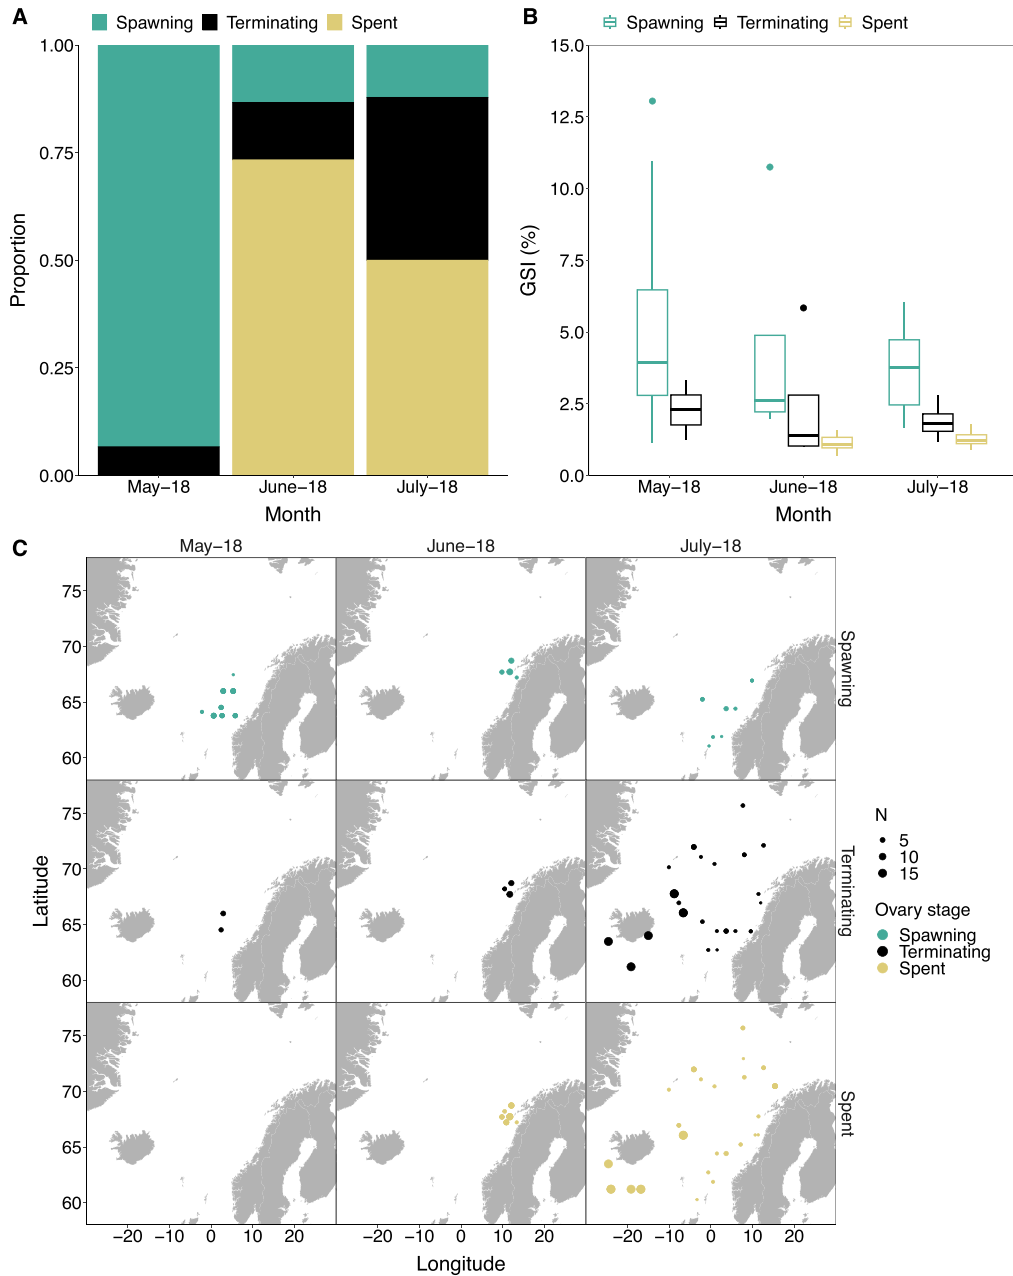 A
Spawning Terminating Spent
1.00
0.75
0.50
0.25
0.00
Proportion
May−18 June−18 July−18
Month
B
Spawning Terminating Spent
15.0
12.5
10.0
7.5
5.0
2.5
0.0
GSI (%)
May−18 June−18 July−18
Month
C
May−18 June−18 July−18
75
70
65
60
Spawning
75
70
65
60
Terminating
75
70
65
60
Spent
Latitude
−20 −10 0 10 20 −20 −10 0 10 20 −20 −10 0 10 20
Longitude
N
5
10
15
Ovary stage
Spawning
Terminating
Spent